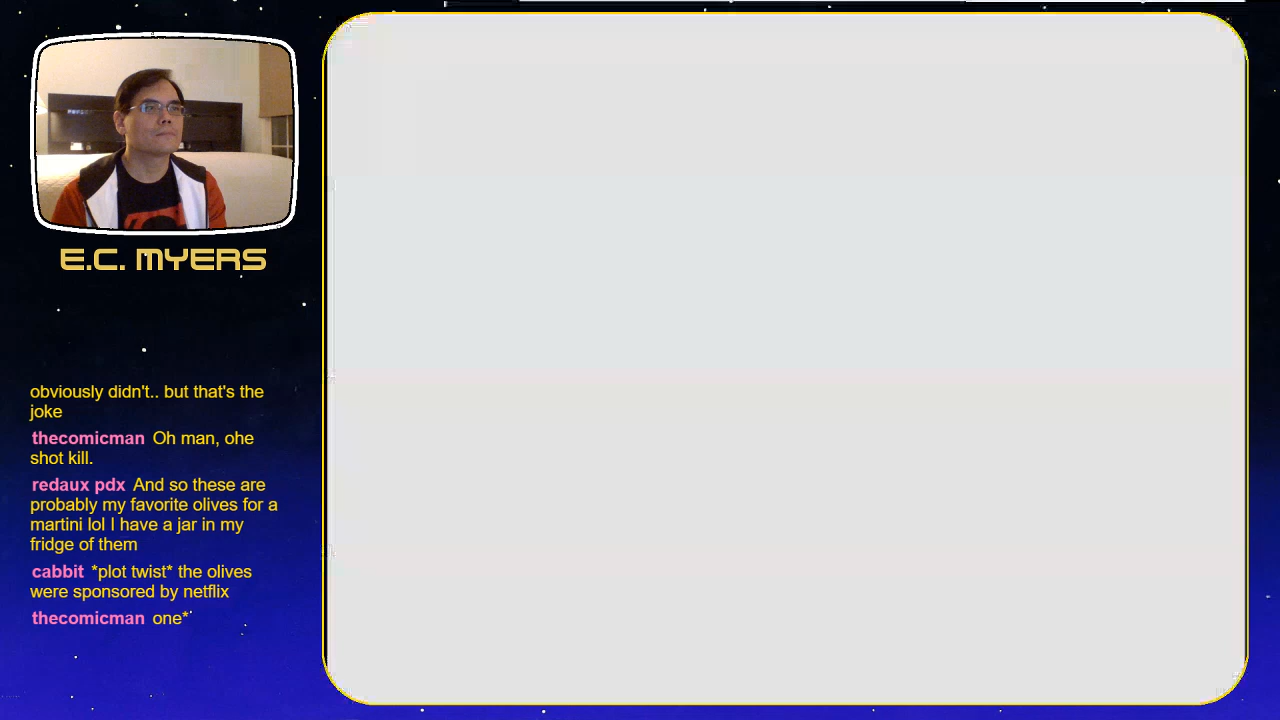 E.C. MYERS
obviously didn't.. but that's the
joke
thecomicman Oh man, ohe
shot kill.
redaux pdx And so these are
probably my favorite olives for a
martini lol I have a jar in my
fridge of them
cabbit *plot twist* the olives
were sponsored by netflix
thecomicman one*